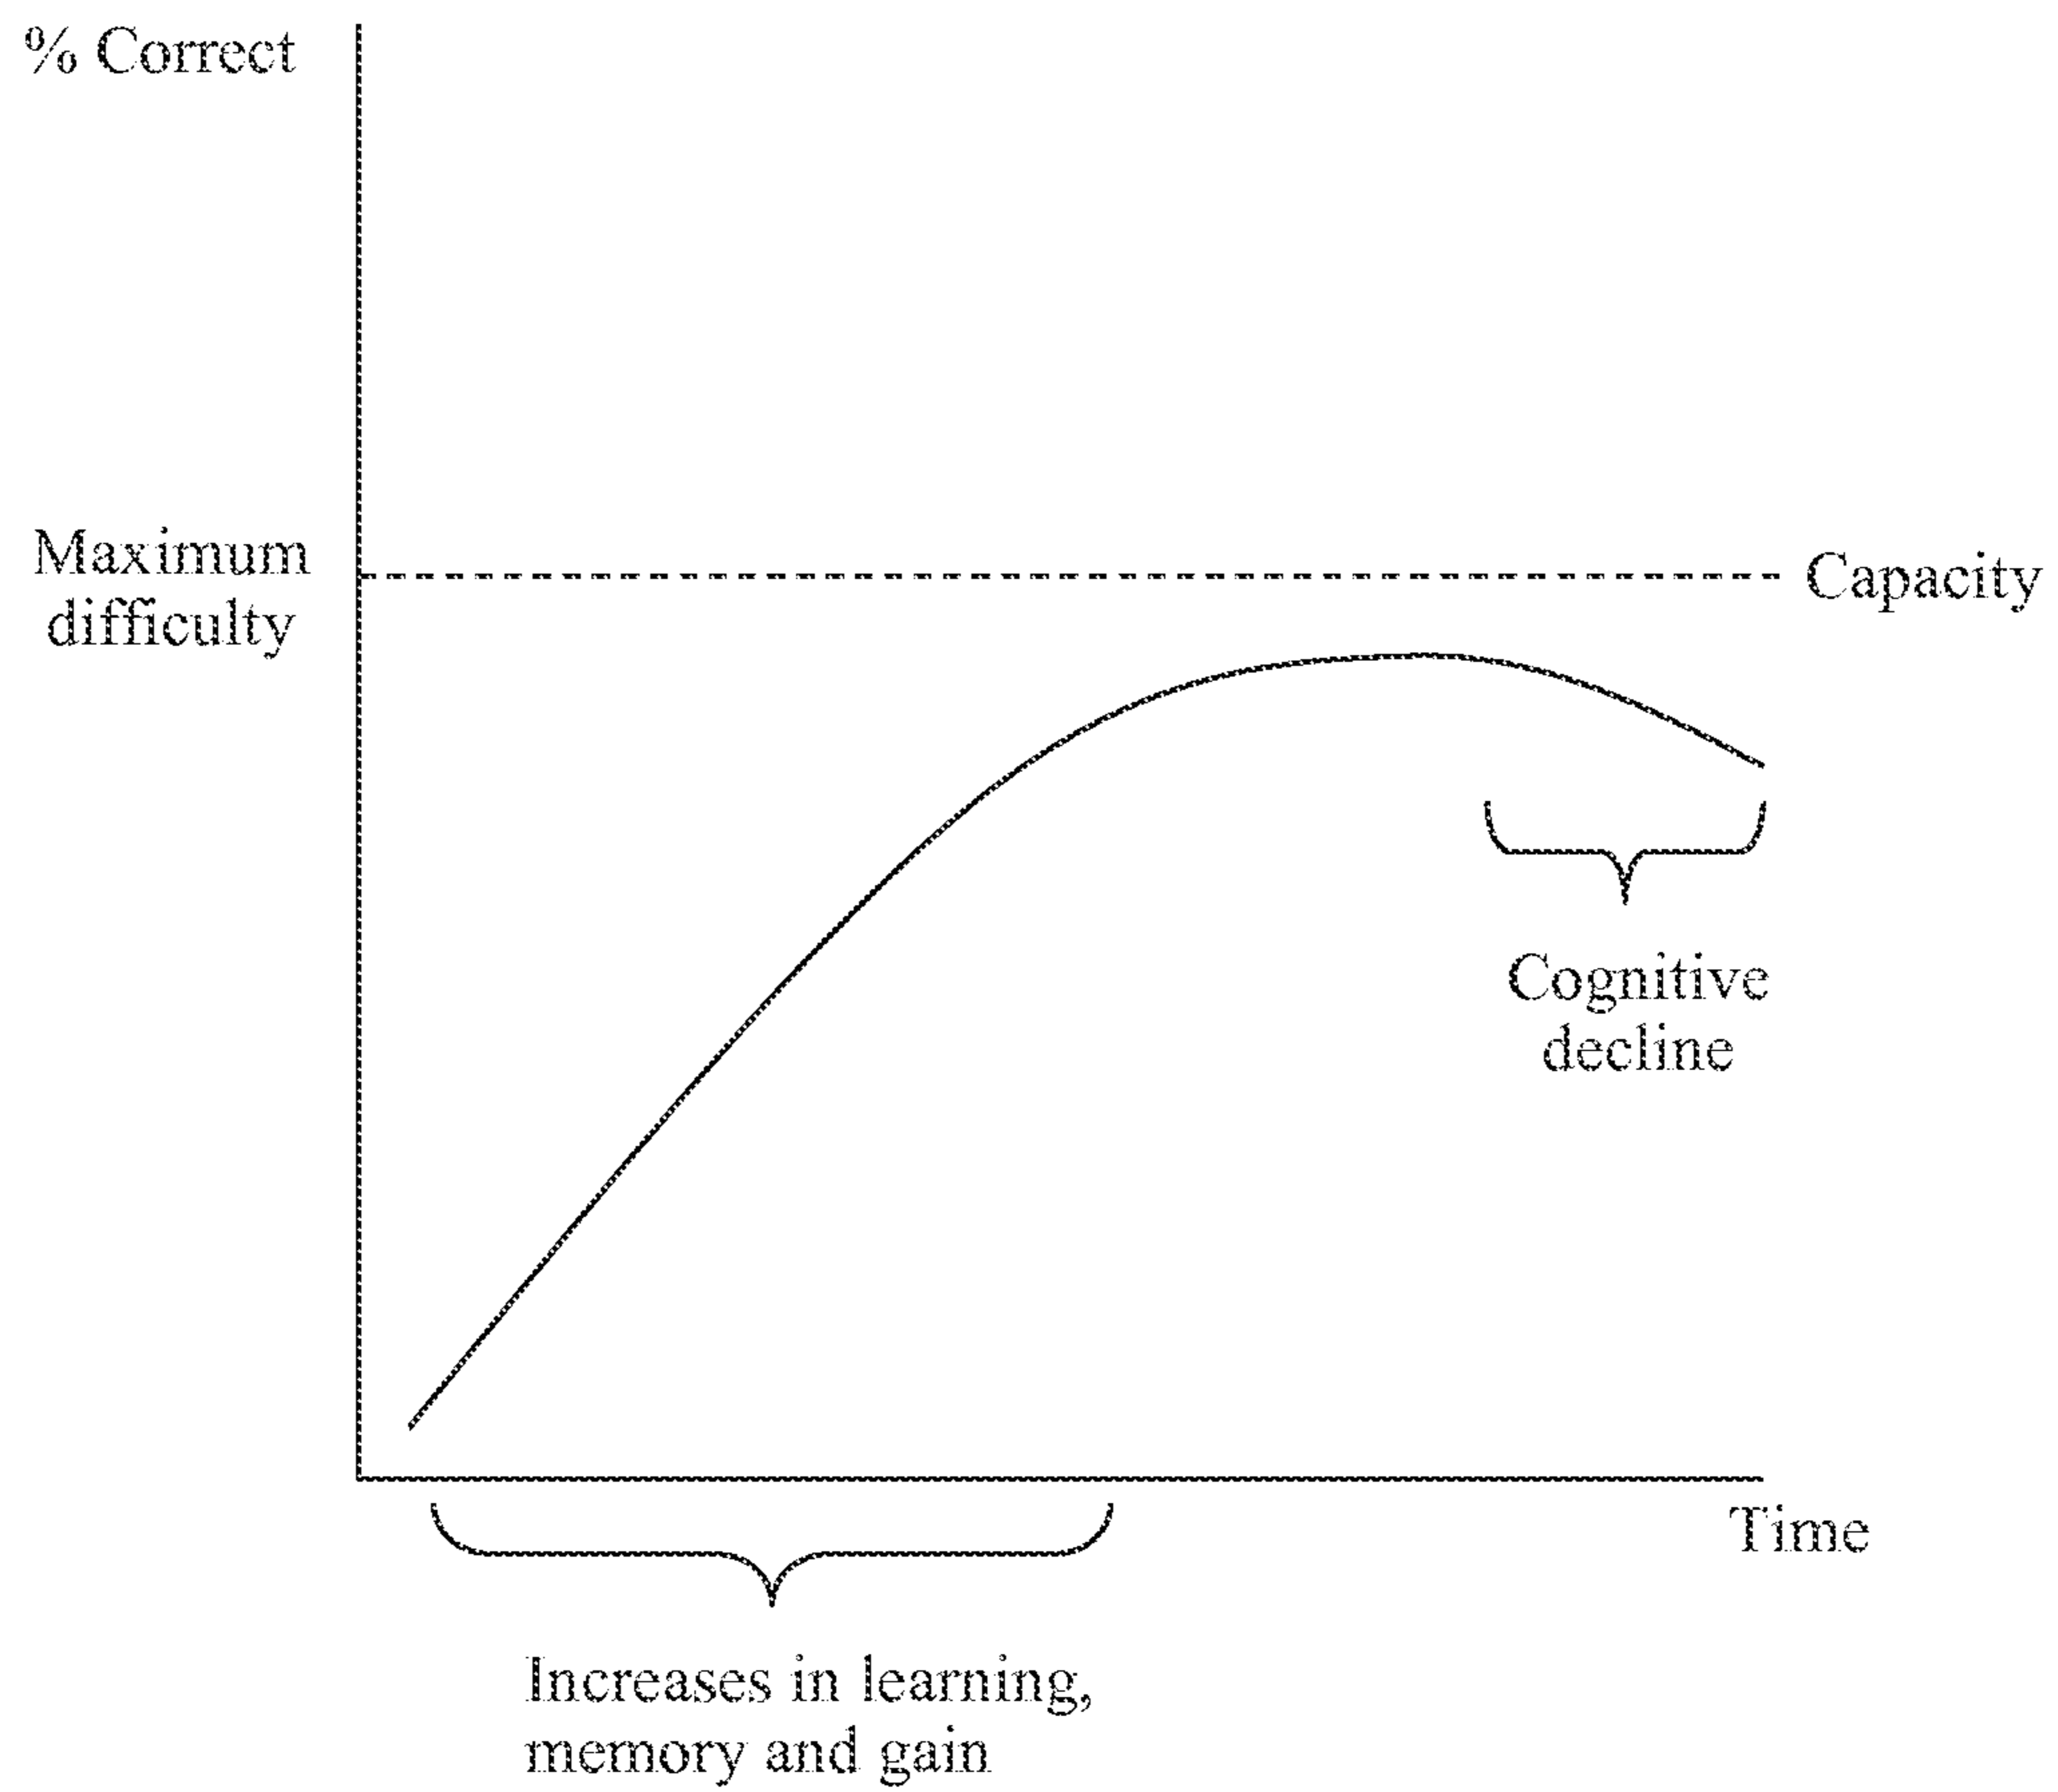 % Correct
Maximum
difficulty
Capacity
Cognitive
decline
Time
Increases in learning,
memory and gain